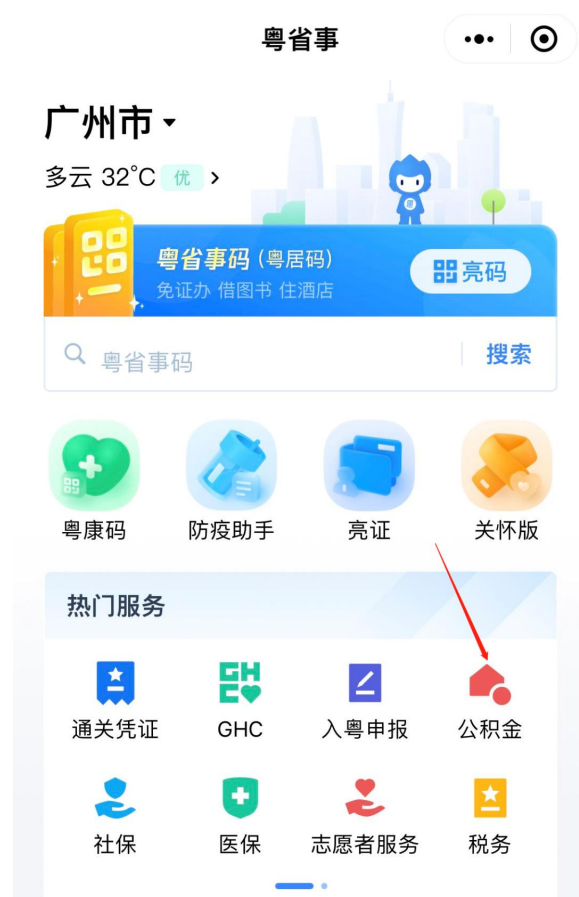 粤省事
广州市
多云 32°C 优
粤省事码 (粤居码)
免证办 借图书 住酒店
亮码
粤省事码 搜索
粤康码 防疫助手 亮证 关怀版
热门服务
通关凭证 GHC 入粤申报 公积金
社保 医保 志愿者服务 税务